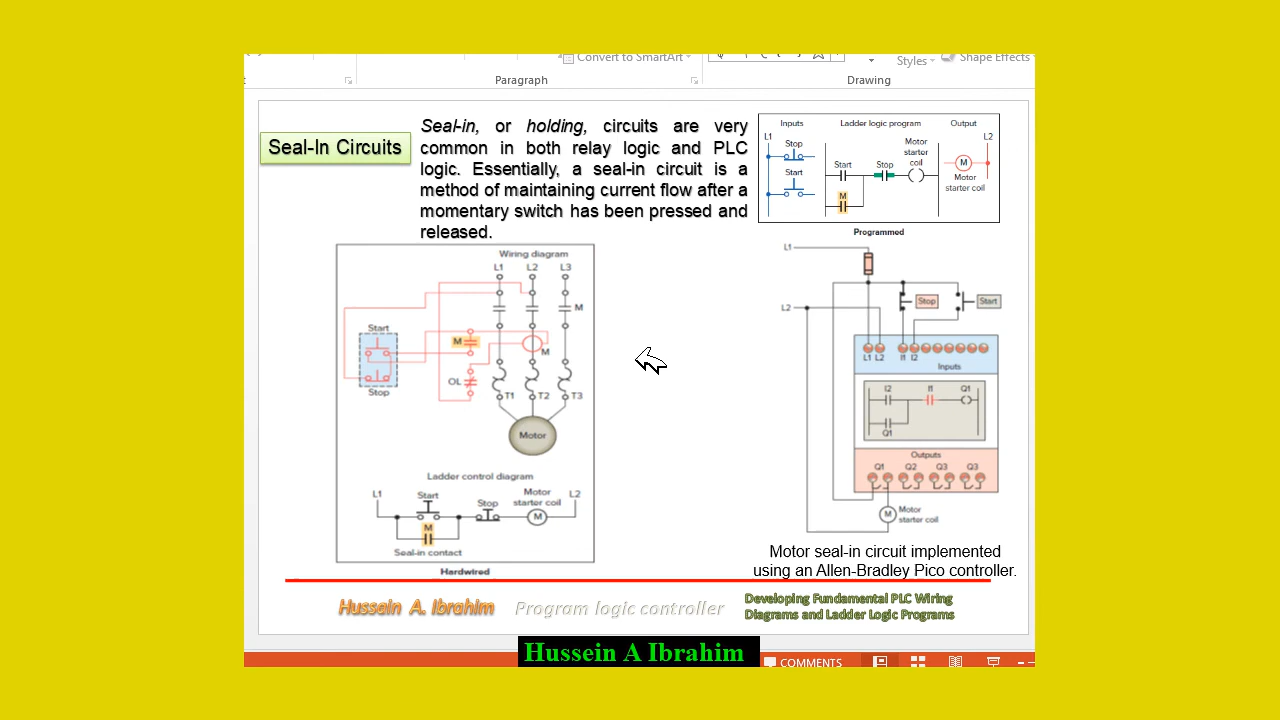 Convert to SmartArt
Styles
Shape Effects
Paragraph
Drawing
Seal-In Circuits
Seal-in, or holding, circuits are very
common in both relay logic and PLC
logic. Essentially, a seal-in circuit is a
method of maintaining current flow after a
momentary switch has been pressed and
released.
Inputs
Ladder logic program
Output
L1
L2
Stop
Start
Start
Stop
Motor
starter
coil
M
M
Motor
starter coil
Programmed
Wiring diagram
L1 L2 L3
M
Start
Stop
M
M
OL
T1 T2 T3
Motor
Ladder control diagram
L1
Start
Stop
Motor
starter coil
L2
M
M
Seal-in contact
Hardwired
L1
Stop
Start
L2
L1 L2 I1 I2
Inputs
I2 I1 Q1
Q1
Outputs
Q1 Q2 Q3 Q3
M
Motor
starter coil
Motor seal-in circuit implemented
using an Allen-Bradley Pico controller.
Hussein A. Ibrahim
Program logic controller
Developing Fundamental PLC Wiring
Diagrams and Ladder Logic Programs
Hussein A Ibrahim
COMMENTS